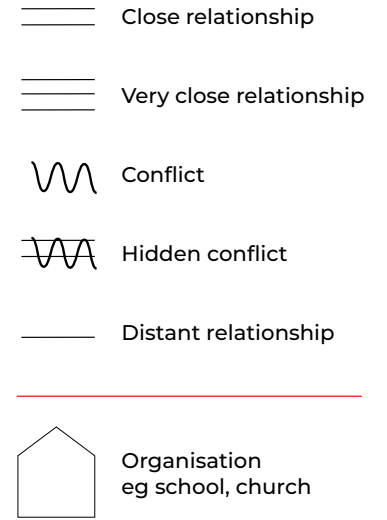 Close relationship
Very close relationship
Conflict
Hidden conflict
Distant relationship
Organisation
eg school, church